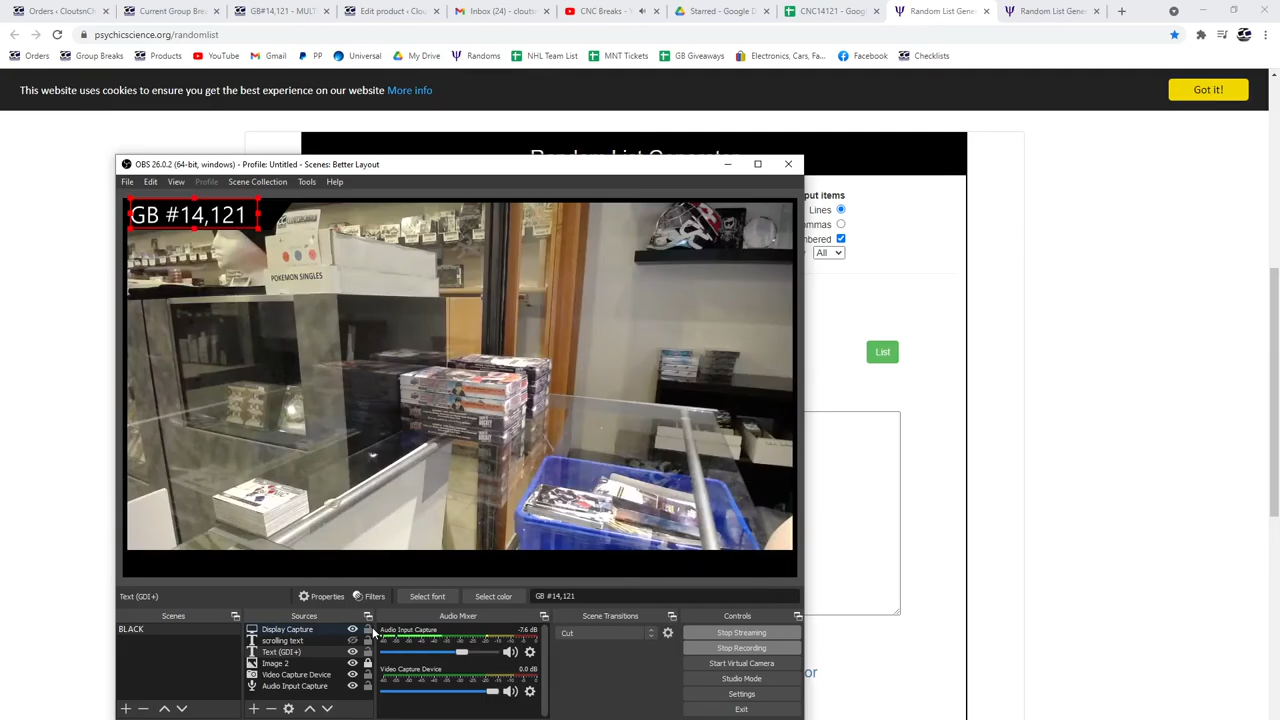 Orders ‹ CloutsnCh
Current Group Break
GB#14,121 - MULT
Edit product ‹ Clou
Inbox (24) - clouts
CNC Breaks - Y
Starred - Google D
CNC14121 - Goog
Random List Gene
Random List Gene
psychicscience.org/randomlist
Orders
Group Breaks
Products
YouTube
Gmail
PP
Universal
My Drive
Randoms
NHL Team List
MNT Tickets
GB Giveaways
Electronics, Cars, Fa...
Facebook
Checklists
This website uses cookies to ensure you get the best experience on our website More info
Got it!
OBS 26.0.2 (64-bit, windows) - Profile: Untitled - Scenes: Better Layout
File Edit View Profile Scene Collection Tools Help
GB #14,121
POKEMON SINGLES
put items
Lines
mmas
mbered
All
List
or
Text (GDI+)
Properties
Filters
Select font
Select color
GB #14,121
Scenes
Sources
Audio Mixer
Scene Transitions
Controls
BLACK
Display Capture
scrolling text
Text (GDI+)
Image 2
Video Capture Device
Audio Input Capture
Audio Input Capture
-7.6 dB
Video Capture Device
0.0 dB
Cut
Stop Streaming
Stop Recording
Start Virtual Camera
Studio Mode
Settings
Exit